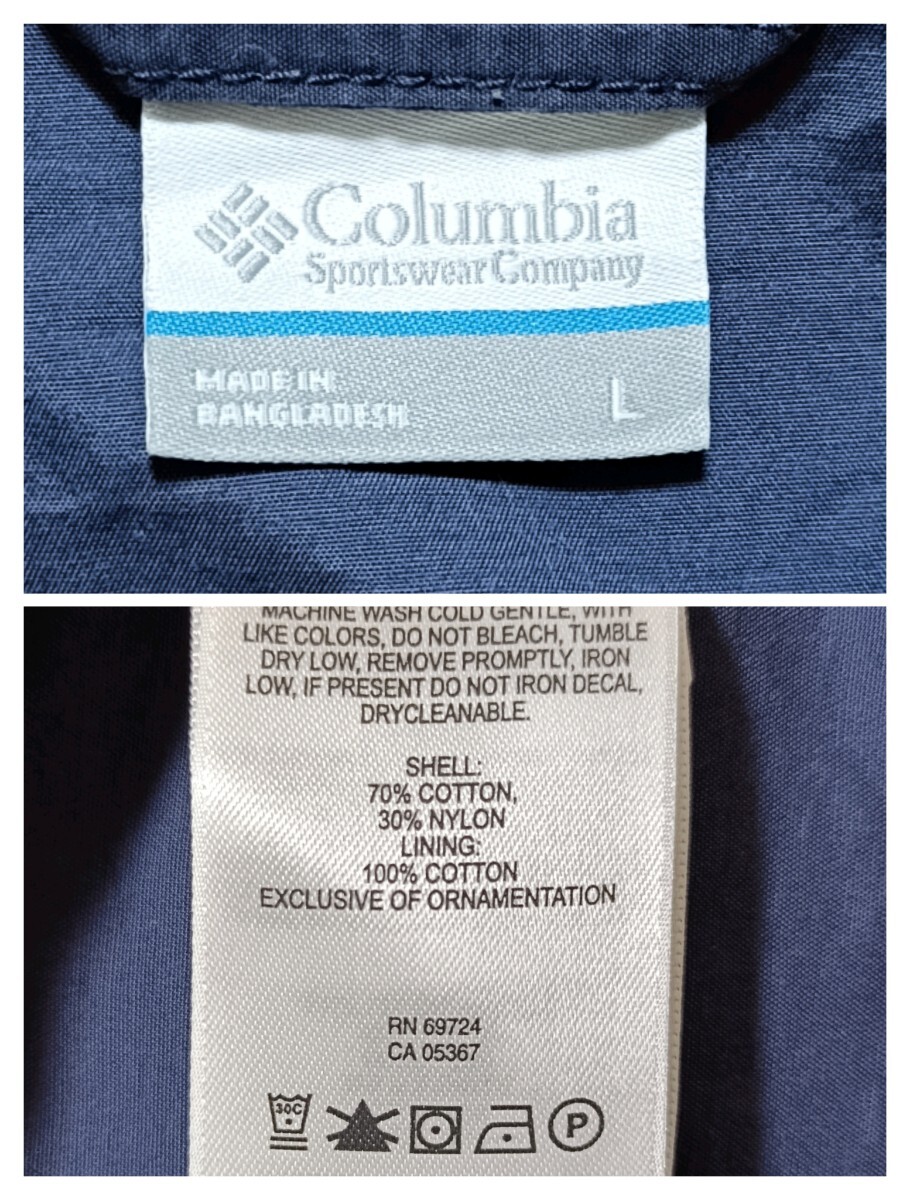 Columbia
Sportswear Company
MADE IN
BANGLADESH
L
MACHINE WASH COLD GENTLE, WITH
LIKE COLORS, DO NOT BLEACH, TUMBLE
DRY LOW, REMOVE PROMPTLY, IRON
LOW, IF PRESENT DO NOT IRON DECAL,
DRYCLEANABLE.
SHELL:
70% COTTON,
30% NYLON
LINING:
100% COTTON
EXCLUSIVE OF ORNAMENTATION
RN 69724
CA 05367
30C
P